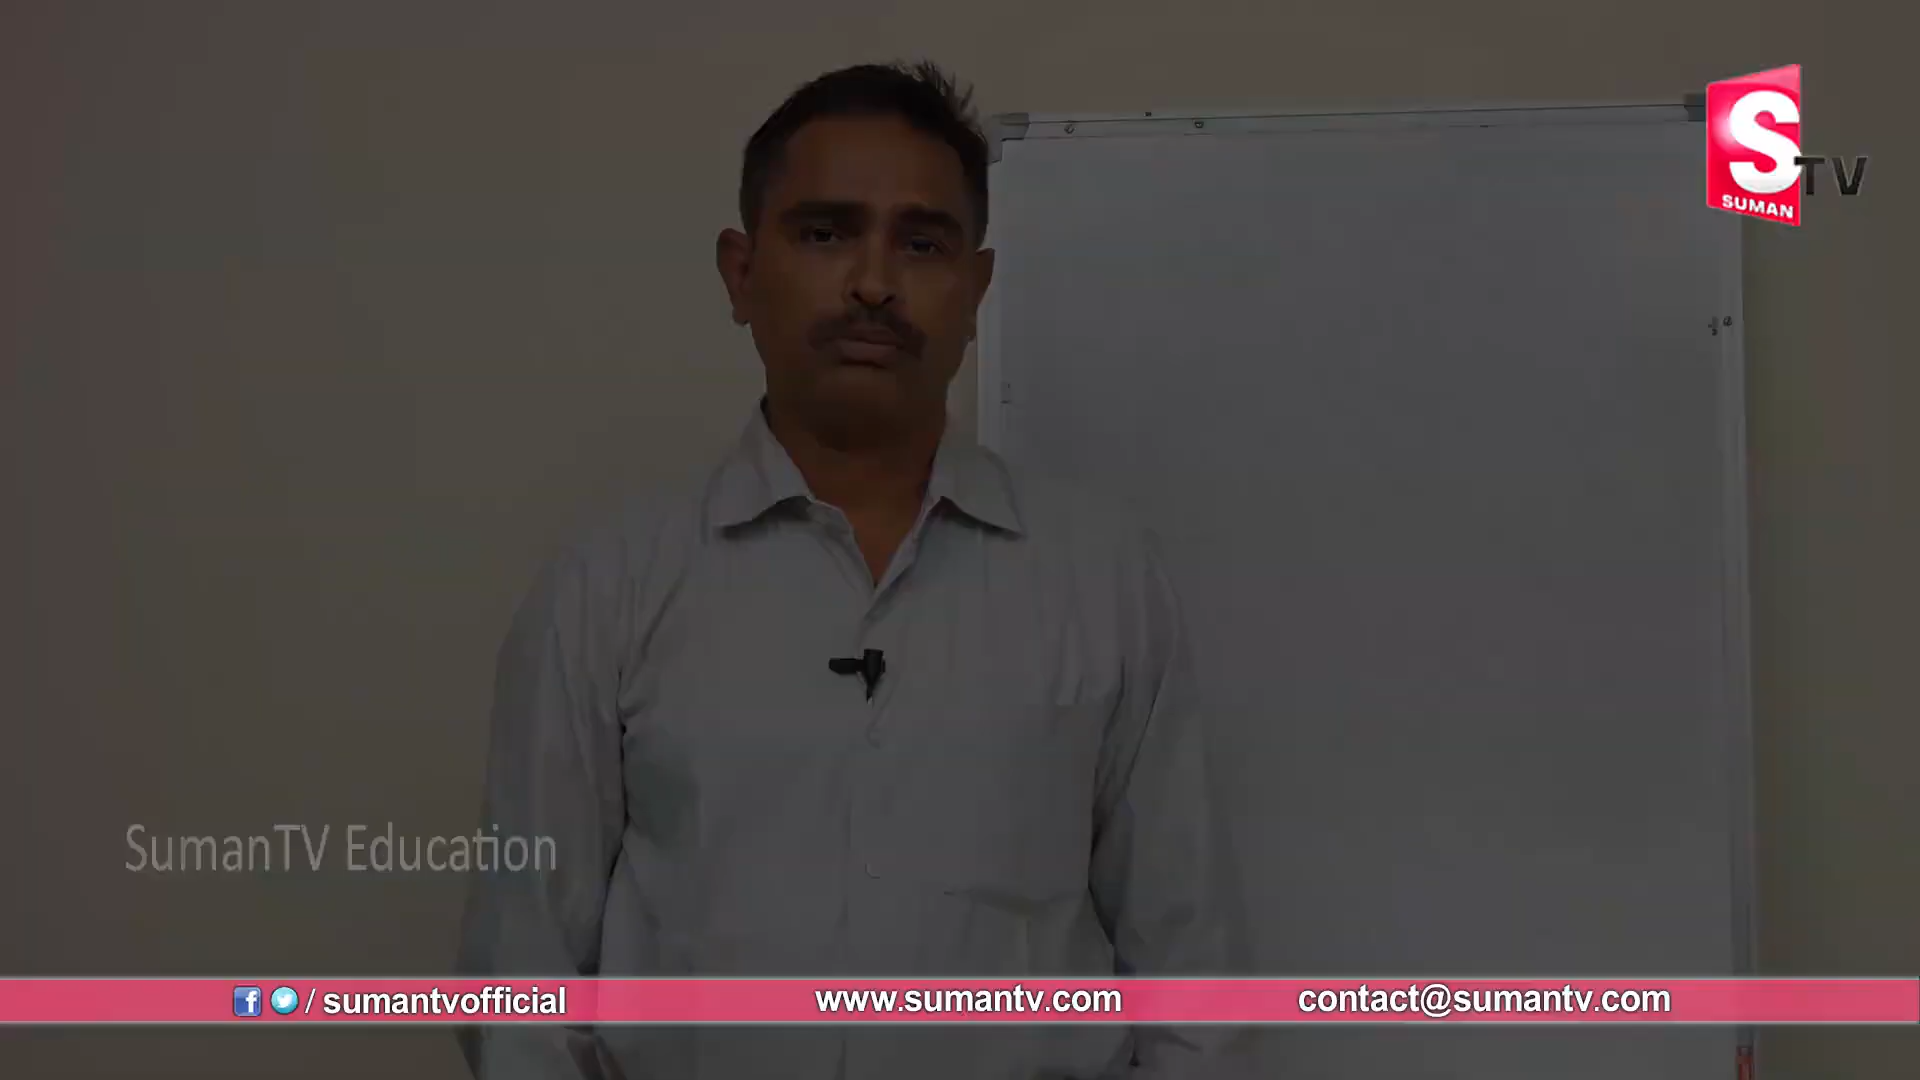 S TV
SUMAN
SumanTV Education
/ sumantvofficial
www.sumantv.com
contact@sumantv.com